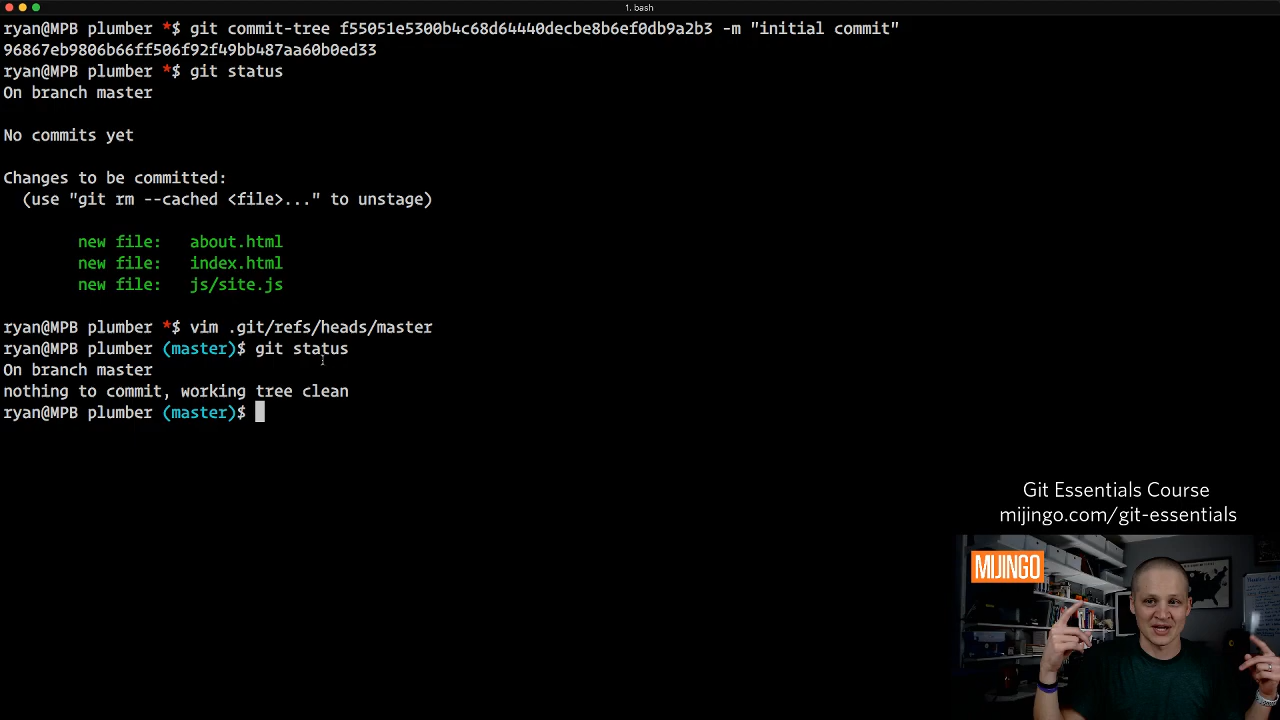 1. bash
ryan@MPB plumber *$ git commit-tree f55051e5300b4c68d64440decbe8b6ef0db9a2b3 -m "initial commit"
96867eb9806b66ff506f92f49bb487aa60b0ed33
ryan@MPB plumber *$ git status
On branch master
No commits yet
Changes to be committed:
(use "git rm --cached <file>..." to unstage)
new file: about.html
new file: index.html
new file: js/site.js
ryan@MPB plumber *$ vim .git/refs/heads/master
ryan@MPB plumber (master)$ git status
On branch master
nothing to commit, working tree clean
ryan@MPB plumber (master)$
Git Essentials Course
mijingo.com/git-essentials
MIJINGO